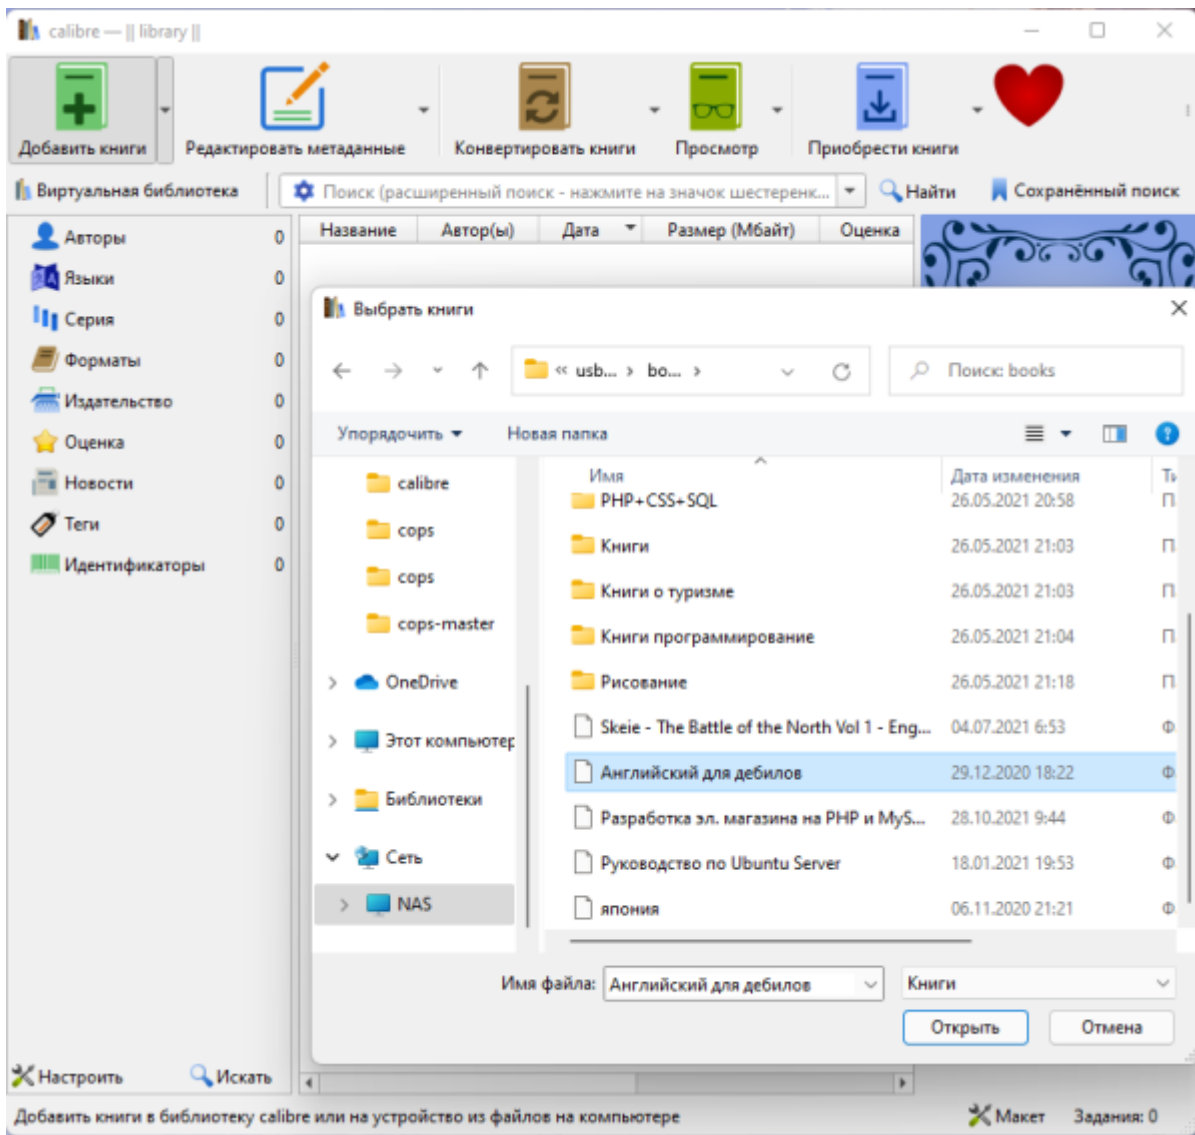 calibre — || library ||
Добавить книги
Редактировать метаданные
Конвертировать книги
Просмотр
Приобрести книги
Виртуальная библиотека
Поиск (расширенный поиск - нажмите на значок шестеренк...
Найти
Сохранённый поиск
Авторы 0
Языки 0
Серия 0
Форматы 0
Издательство 0
Оценка 0
Новости 0
Теги 0
Идентификаторы 0
Название Автор(ы) Дата Размер (Мбайт) Оценка
Выбрать книги
« usb... › bo... ›
Поиск: books
Упорядочить
Новая папка
calibre
cops
cops
cops-master
OneDrive
Этот компьютер
Библиотеки
Сеть
NAS
Имя Дата изменения
PHP+CSS+SQL 26.05.2021 20:58
Книги 26.05.2021 21:03
Книги о туризме 26.05.2021 21:03
Книги программирование 26.05.2021 21:04
Рисование 26.05.2021 21:18
Skeie - The Battle of the North Vol 1 - Eng... 04.07.2021 6:53
Английский для дебилов 29.12.2020 18:22
Разработка эл. магазина на PHP и MyS... 28.10.2021 9:44
Руководство по Ubuntu Server 18.01.2021 19:53
япония 06.11.2020 21:21
Имя файла: Английский для дебилов
Книги
Открыть
Отмена
Настроить
Искать
Добавить книги в библиотеку calibre или на устройство из файлов на компьютере
Макет
Задания: 0